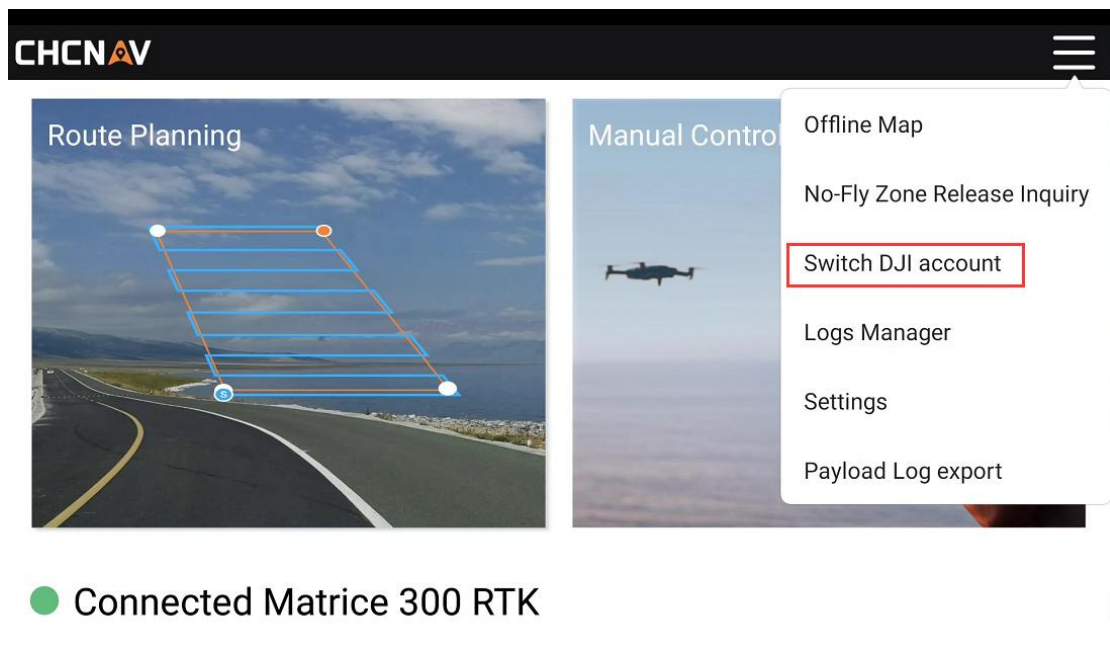 CHCNAV
Route Planning
Manual Contro
Offline Map
No-Fly Zone Release Inquiry
Switch DJI account
Logs Manager
Settings
Payload Log export
S
Connected Matrice 300 RTK